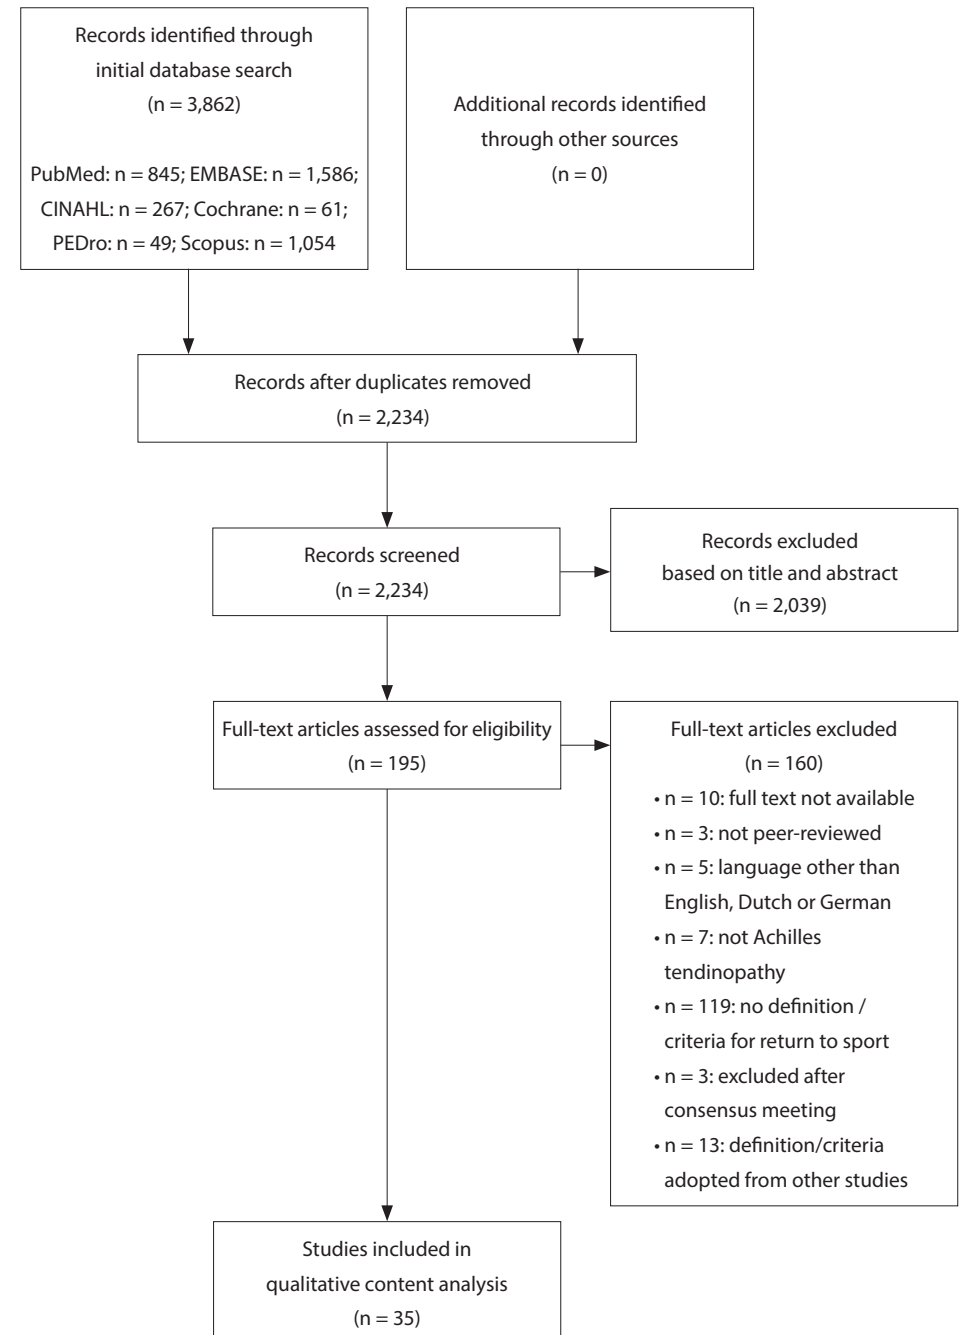 Records identified through
initial database search
(n = 3,862)
PubMed: n = 845; EMBASE: n = 1,586;
CINAHL: n = 267; Cochrane: n = 61;
PEDro: n = 49; Scopus: n = 1,054
Additional records identified
through other sources
(n = 0)
Records after duplicates removed
(n = 2,234)
Records screened
(n = 2,234)
Records excluded
based on title and abstract
(n = 2,039)
Full-text articles assessed for eligibility
(n = 195)
Full-text articles excluded
(n = 160)
• n = 10: full text not available
• n = 3: not peer-reviewed
• n = 5: language other than
English, Dutch or German
• n = 7: not Achilles
tendinopathy
• n = 119: no definition /
criteria for return to sport
• n = 3: excluded after
consensus meeting
• n = 13: definition/criteria
adopted from other studies
Studies included in
qualitative content analysis
(n = 35)